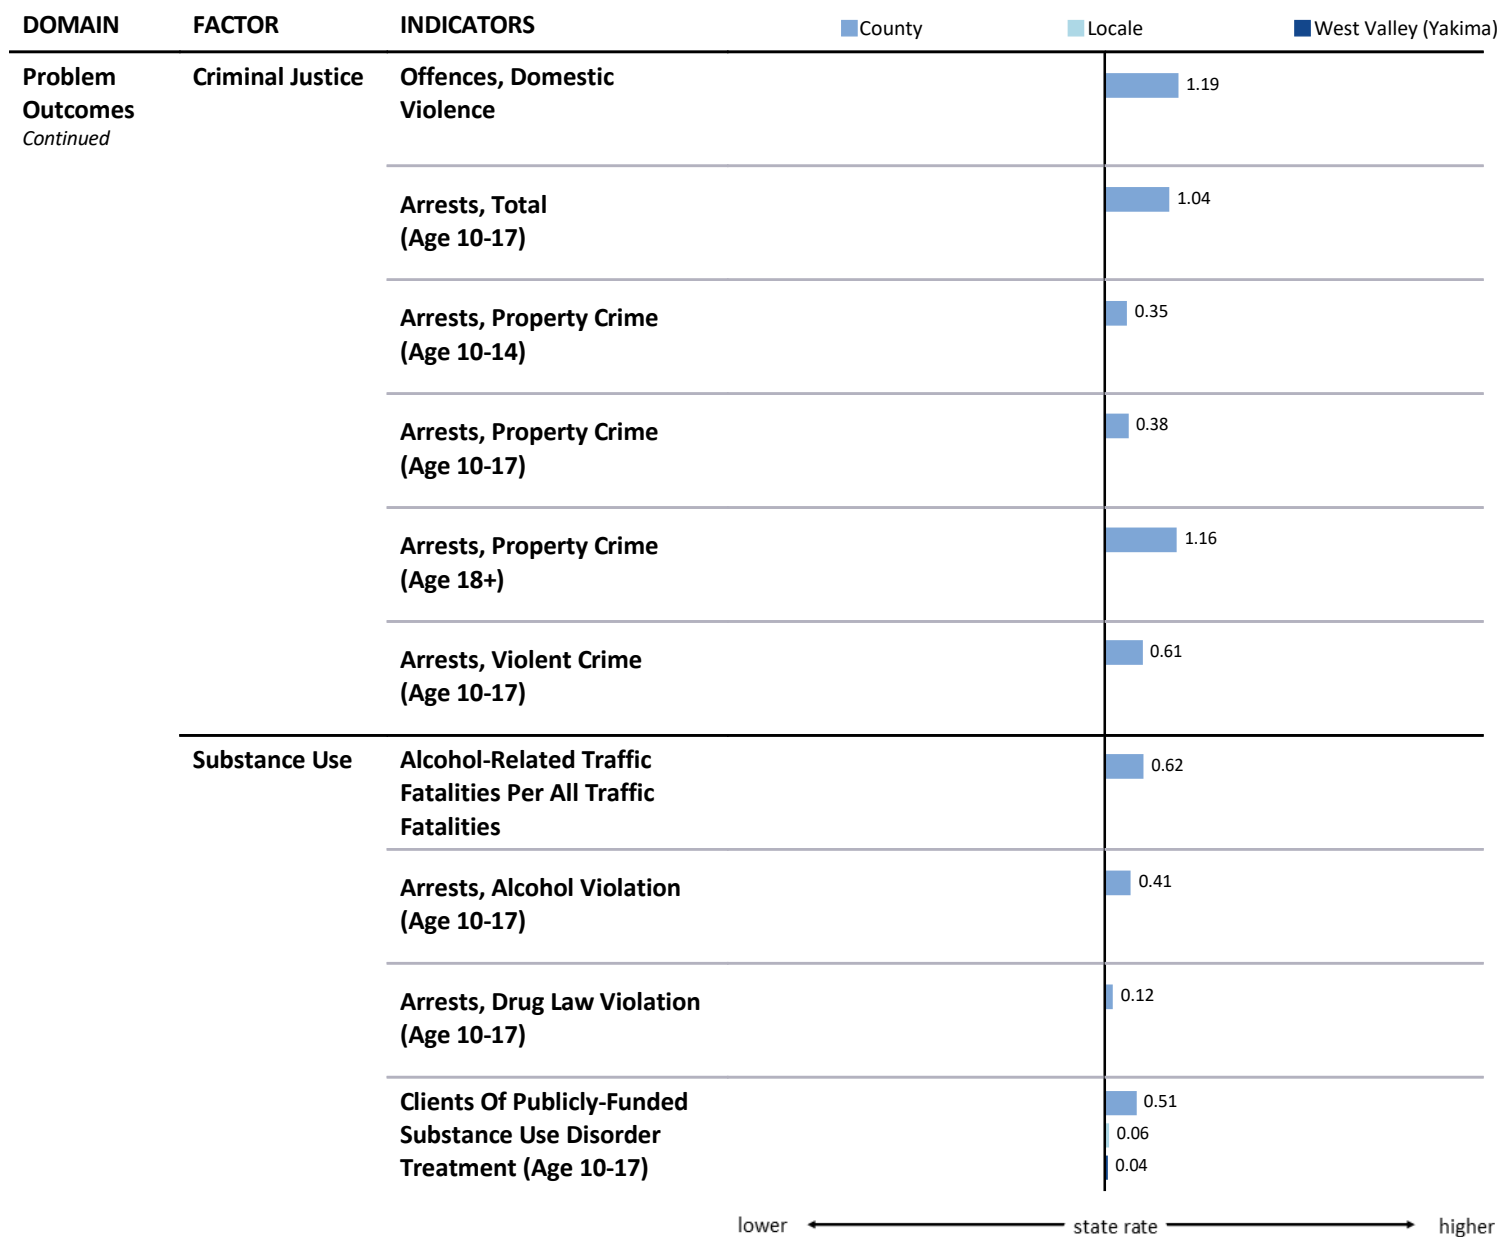 DOMAIN FACTOR INDICATORS County Locale West Valley (Yakima)
Problem Outcomes
Continued
Criminal Justice
Offences, Domestic
Violence
1.19
Arrests, Total
(Age 10-17)
1.04
Arrests, Property Crime
(Age 10-14)
0.35
Arrests, Property Crime
(Age 10-17)
0.38
Arrests, Property Crime
(Age 18+)
1.16
Arrests, Violent Crime
(Age 10-17)
0.61
Substance Use
Alcohol-Related Traffic
Fatalities Per All Traffic
Fatalities
0.62
Arrests, Alcohol Violation
(Age 10-17)
0.41
Arrests, Drug Law Violation
(Age 10-17)
0.12
Clients Of Publicly-Funded
Substance Use Disorder
Treatment (Age 10-17)
0.51
0.06
0.04
lower state rate higher